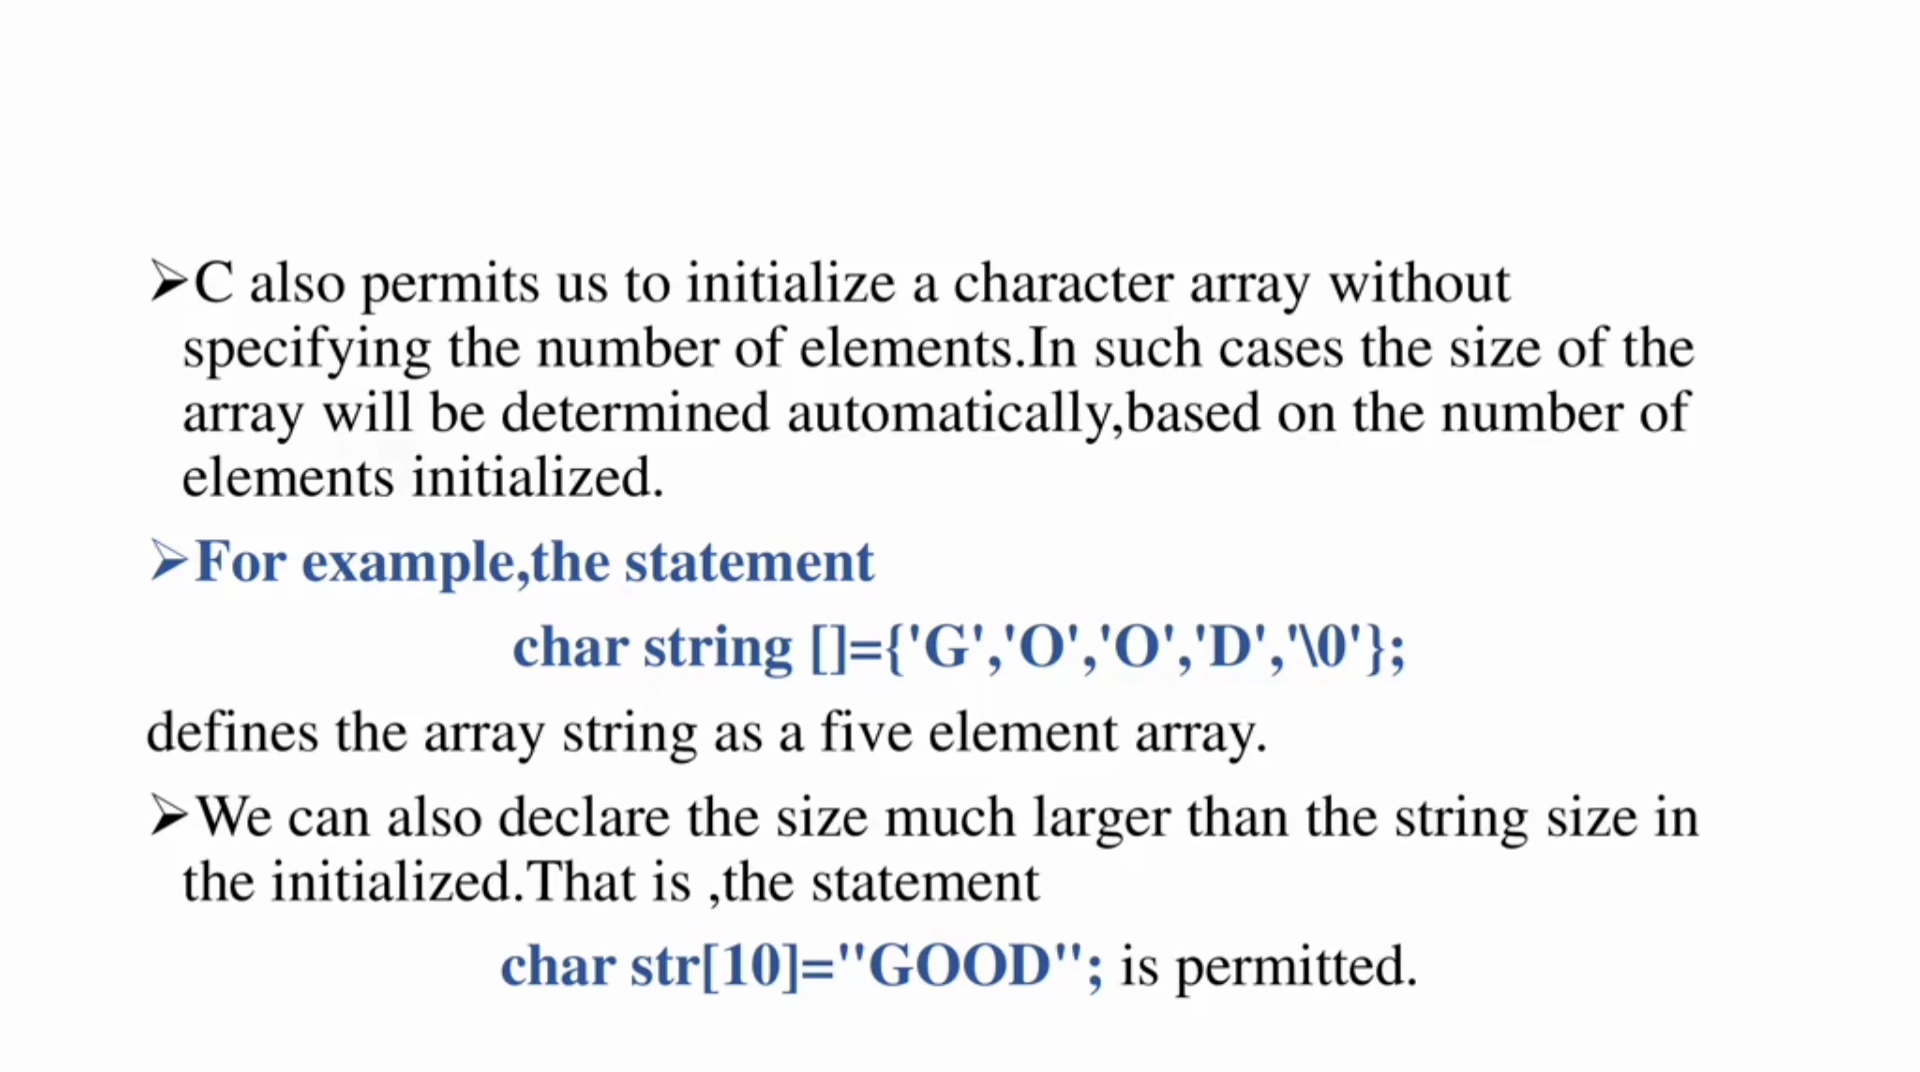 ➢C also permits us to initialize a character array without
specifying the number of elements.In such cases the size of the
array will be determined automatically,based on the number of
elements initialized.
➢For example,the statement
char string []={'G','O','O','D','\0'};
defines the array string as a five element array.
➢We can also declare the size much larger than the string size in
the initialized.That is ,the statement
char str[10]="GOOD"; is permitted.